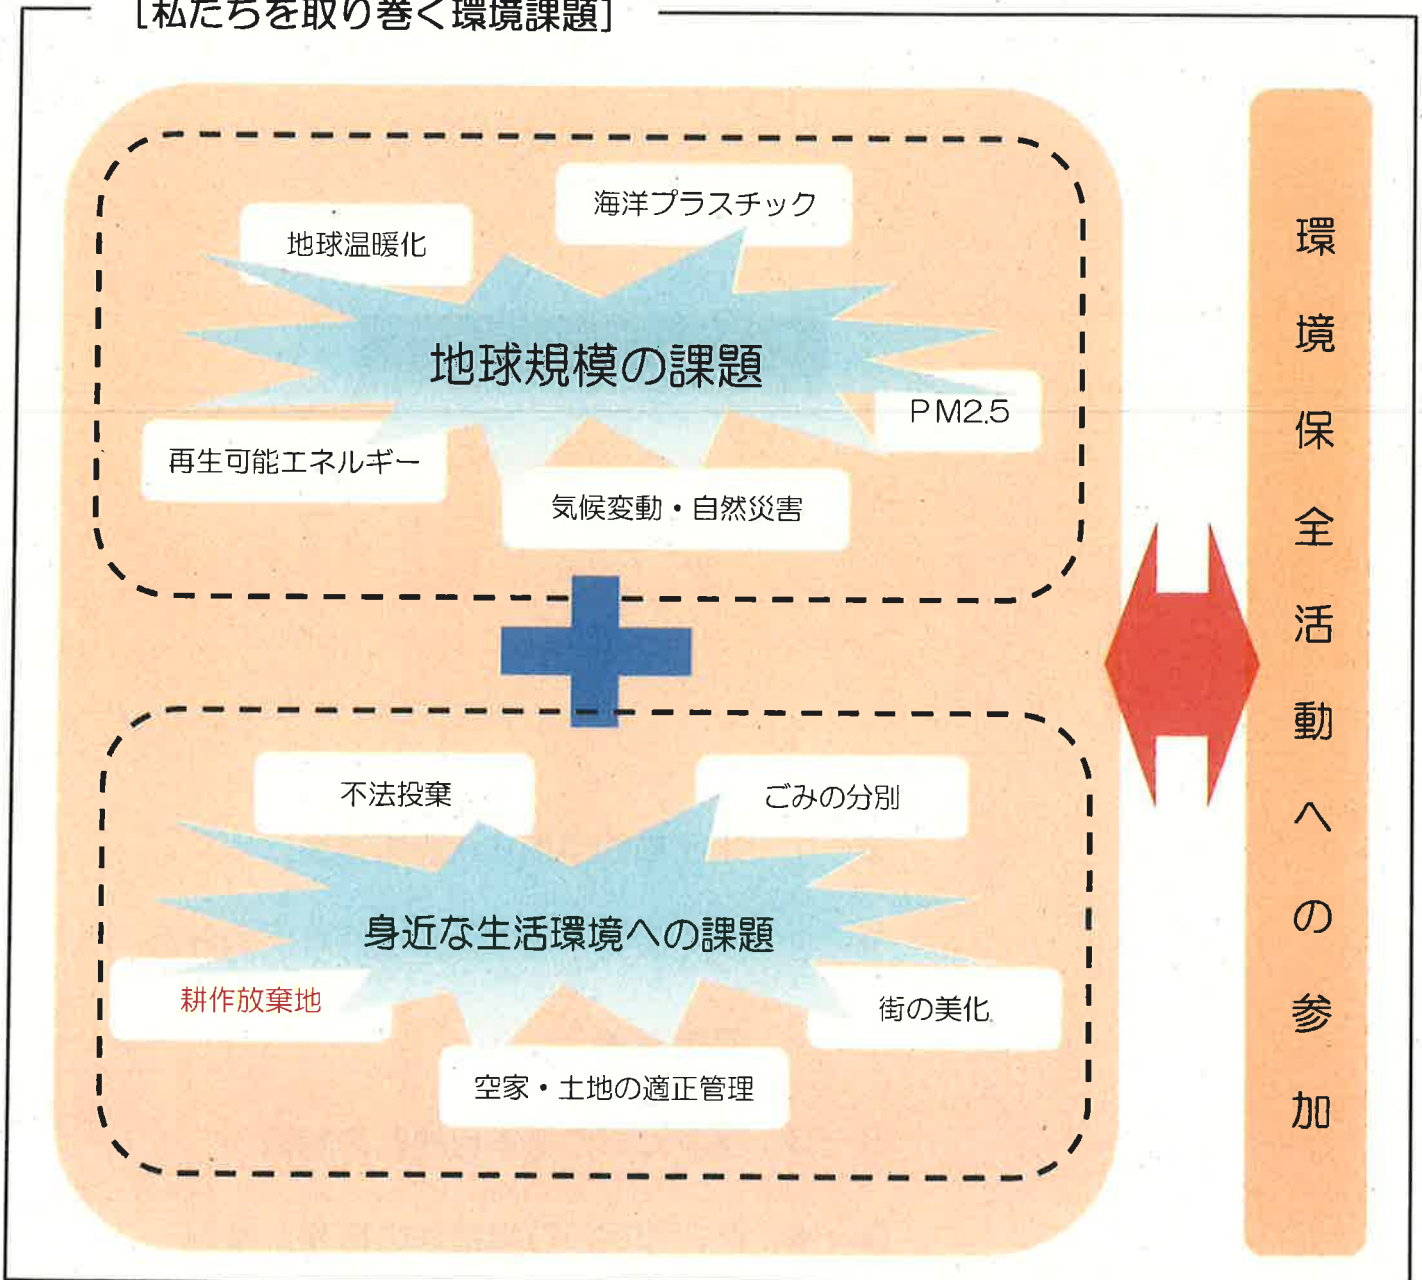 [私たちを取り巻く環境課題]
海洋プラスチック
地球温暖化
地球規模の課題
PM2.5
再生可能エネルギー
気候変動・自然災害
不法投棄
ごみの分別
身近な生活環境への課題
耕作放棄地
街の美化
空家・土地の適正管理
環境保全活動への参加